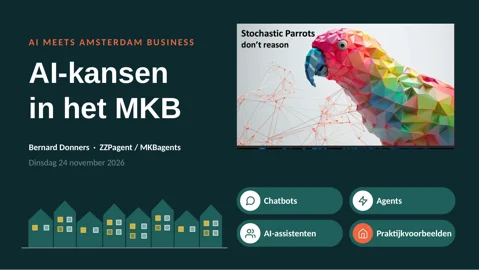 AI MEETS AMSTERDAM BUSINESS
AI-kansen
in het MKB
Bernard Donners · ZZPagent / MKBagents
Dinsdag 24 november 2026
Stochastic Parrots
don't reason
Chatbots
Agents
AI-assistenten
Praktijkvoorbeelden